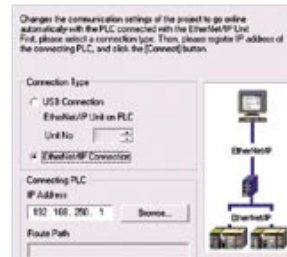 Changes the communication settings of the project to go online
automatically with the PLC connected with the EtherNet/IP Unit
First, please select a connection type. Then, please register IP address of
the connecting PLC, and click the [Connect] button.
Connection Type
USB Connection
EtherNet/IP Unit on PLC
Unit No
EtherNet/IP Connection
Connecting PLC
IP Address
192. 168. 250. 1
Browse...
Route Path
EtherNet/IP
EtherNet/IP